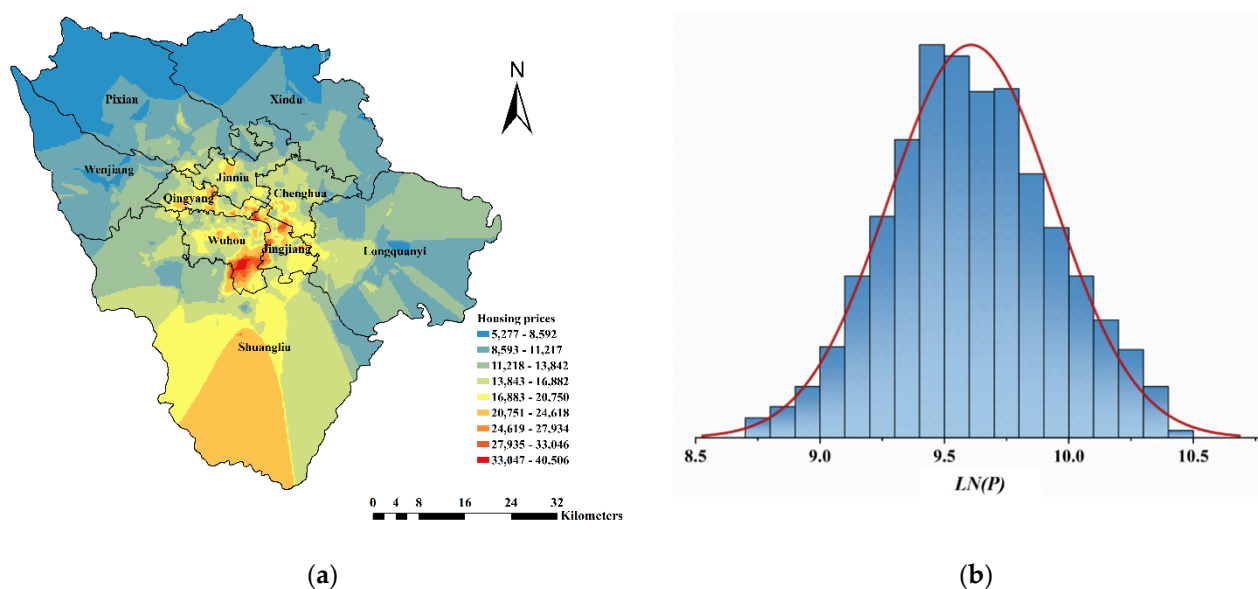 N
Pixian
Xindu
Wenjiang
Jinniu
Chenghua
Qingyang
Wuhou
Jingjiang
Longquanyi
Shuangliu
Housing prices
5,277 - 8.592
8,593 - 11,217
11,218 - 13,842
13,843 - 16.882
16,883 - 20.750
20,751 - 24.618
24,619 - 27.934
27,935 - 33.046
33,047 - 40.506
0 4 8 16 24 32
Kilometers
(a)
8.5 9.0 9.5 10.0 10.5
LN(P)
(b)